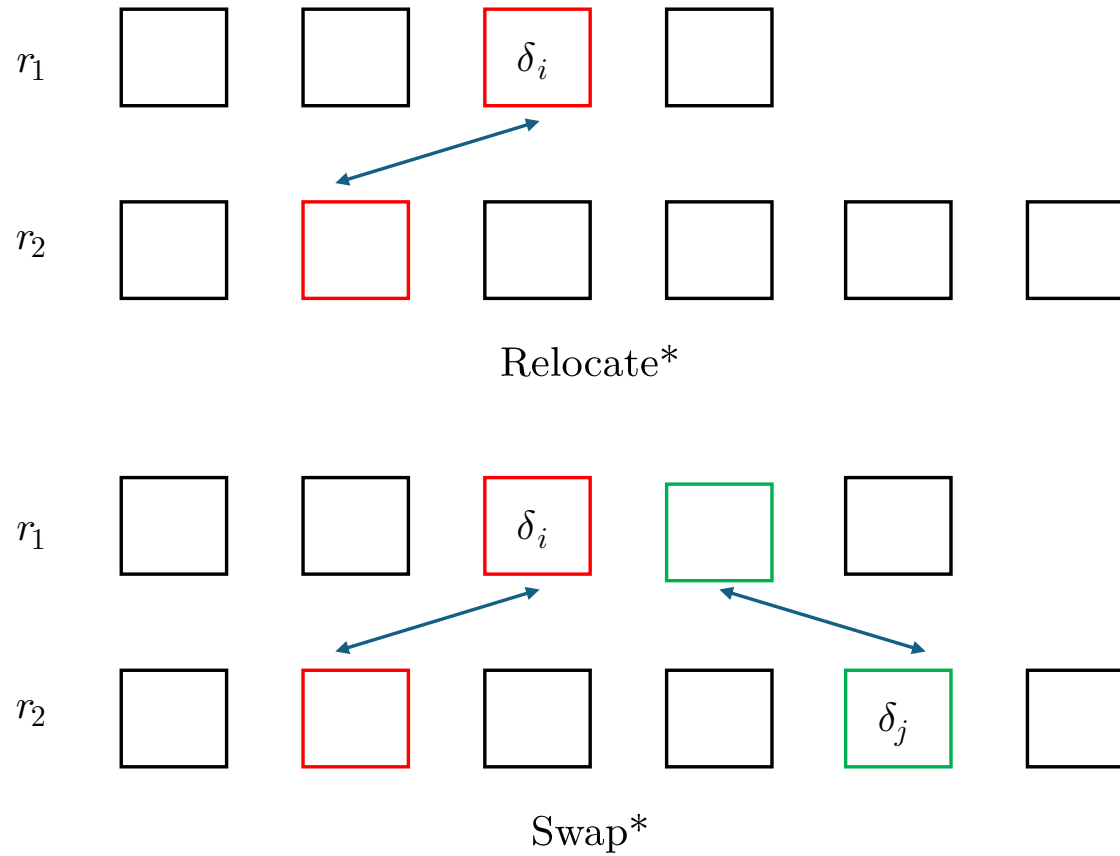 r₁ δᵢ
r₂
Relocate*
r₁ δᵢ
r₂ δⱼ
Swap*